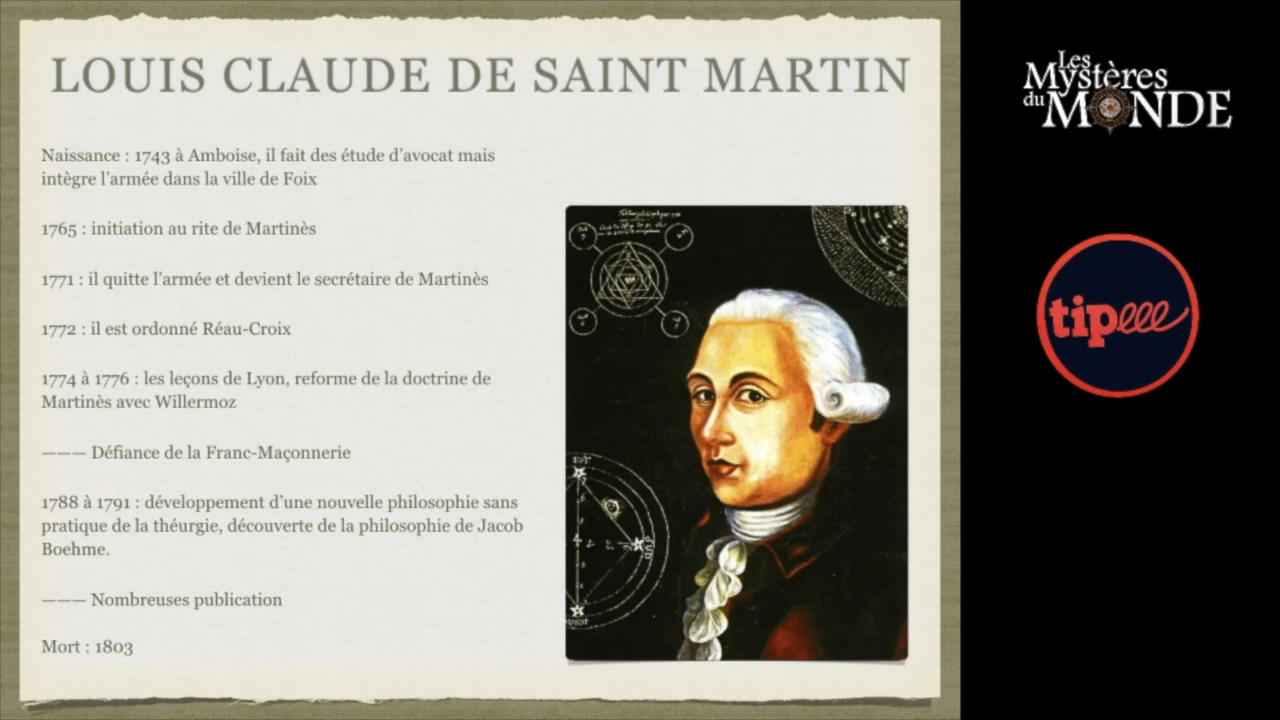 LOUIS CLAUDE DE SAINT MARTIN
Naissance : 1743 à Amboise, il fait des étude d'avocat mais
intègre l'armée dans la ville de Foix
1765 : initiation au rite de Martinès
1771 : il quitte l'armée et devient le secrétaire de Martinès
1772 : il est ordonné Réau-Croix
1774 à 1776 : les leçons de Lyon, reforme de la doctrine de
Martinès avec Willermoz
——— Défiance de la Franc-Maçonnerie
1788 à 1791 : développement d'une nouvelle philosophie sans
pratique de la théurgie, découverte de la philosophie de Jacob
Boehme.
——— Nombreuses publication
Mort : 1803
Les
Mystères
du MONDE
tipeee